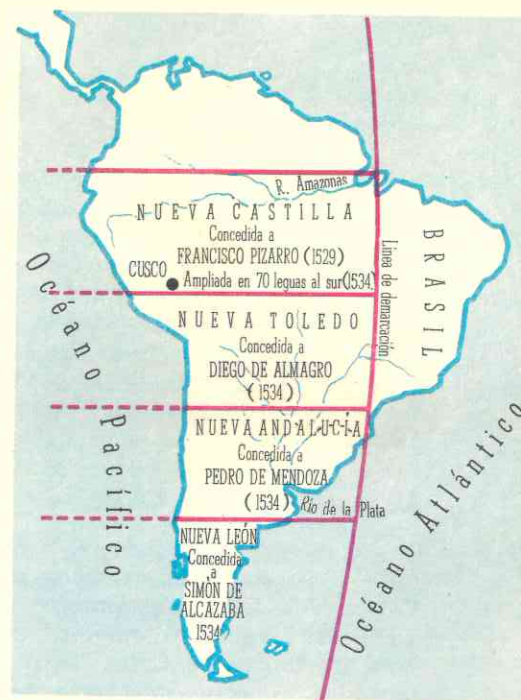 R. Amazonas
NUEVA CASTILLA
Concedida a
FRANCISCO PIZARRO (1529)
CUSCO
Ampliada en 70 leguas al sur (1534)
Línea de demarcación
BRASIL
NUEVA TOLEDO
Concedida a
DIEGO DE ALMAGRO
(1534)
NUEVA ANDALUCÍA
Concedida a
PEDRO DE MENDOZA
(1534)
Río de la Plata
NUEVA LEÓN
Concedida
a
SIMÓN DE
ALCAZABA
1534
Océano Pacífico
Océano Atlántico